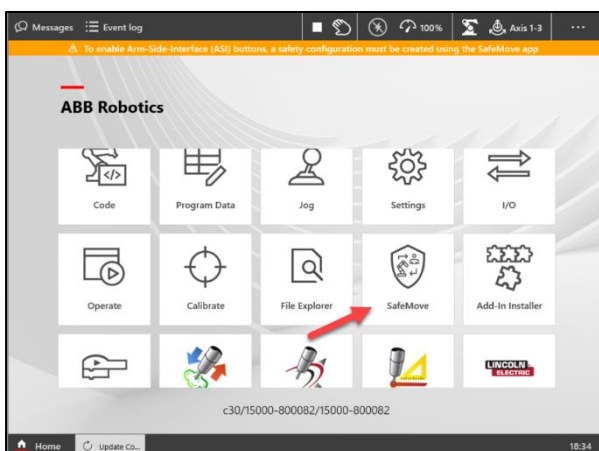 Messages Event log 100% Axis 1-3 ...
To enable Arm-Side-Interface (ASI) buttons, a safety configuration must be created using the SafeMove app
ABB Robotics
Code Program Data Jog Settings I/O
Operate Calibrate File Explorer SafeMove Add-In Installer
LINCOLN
ELECTRIC
c30/15000-800082/15000-800082
Home Update Co... 18:34